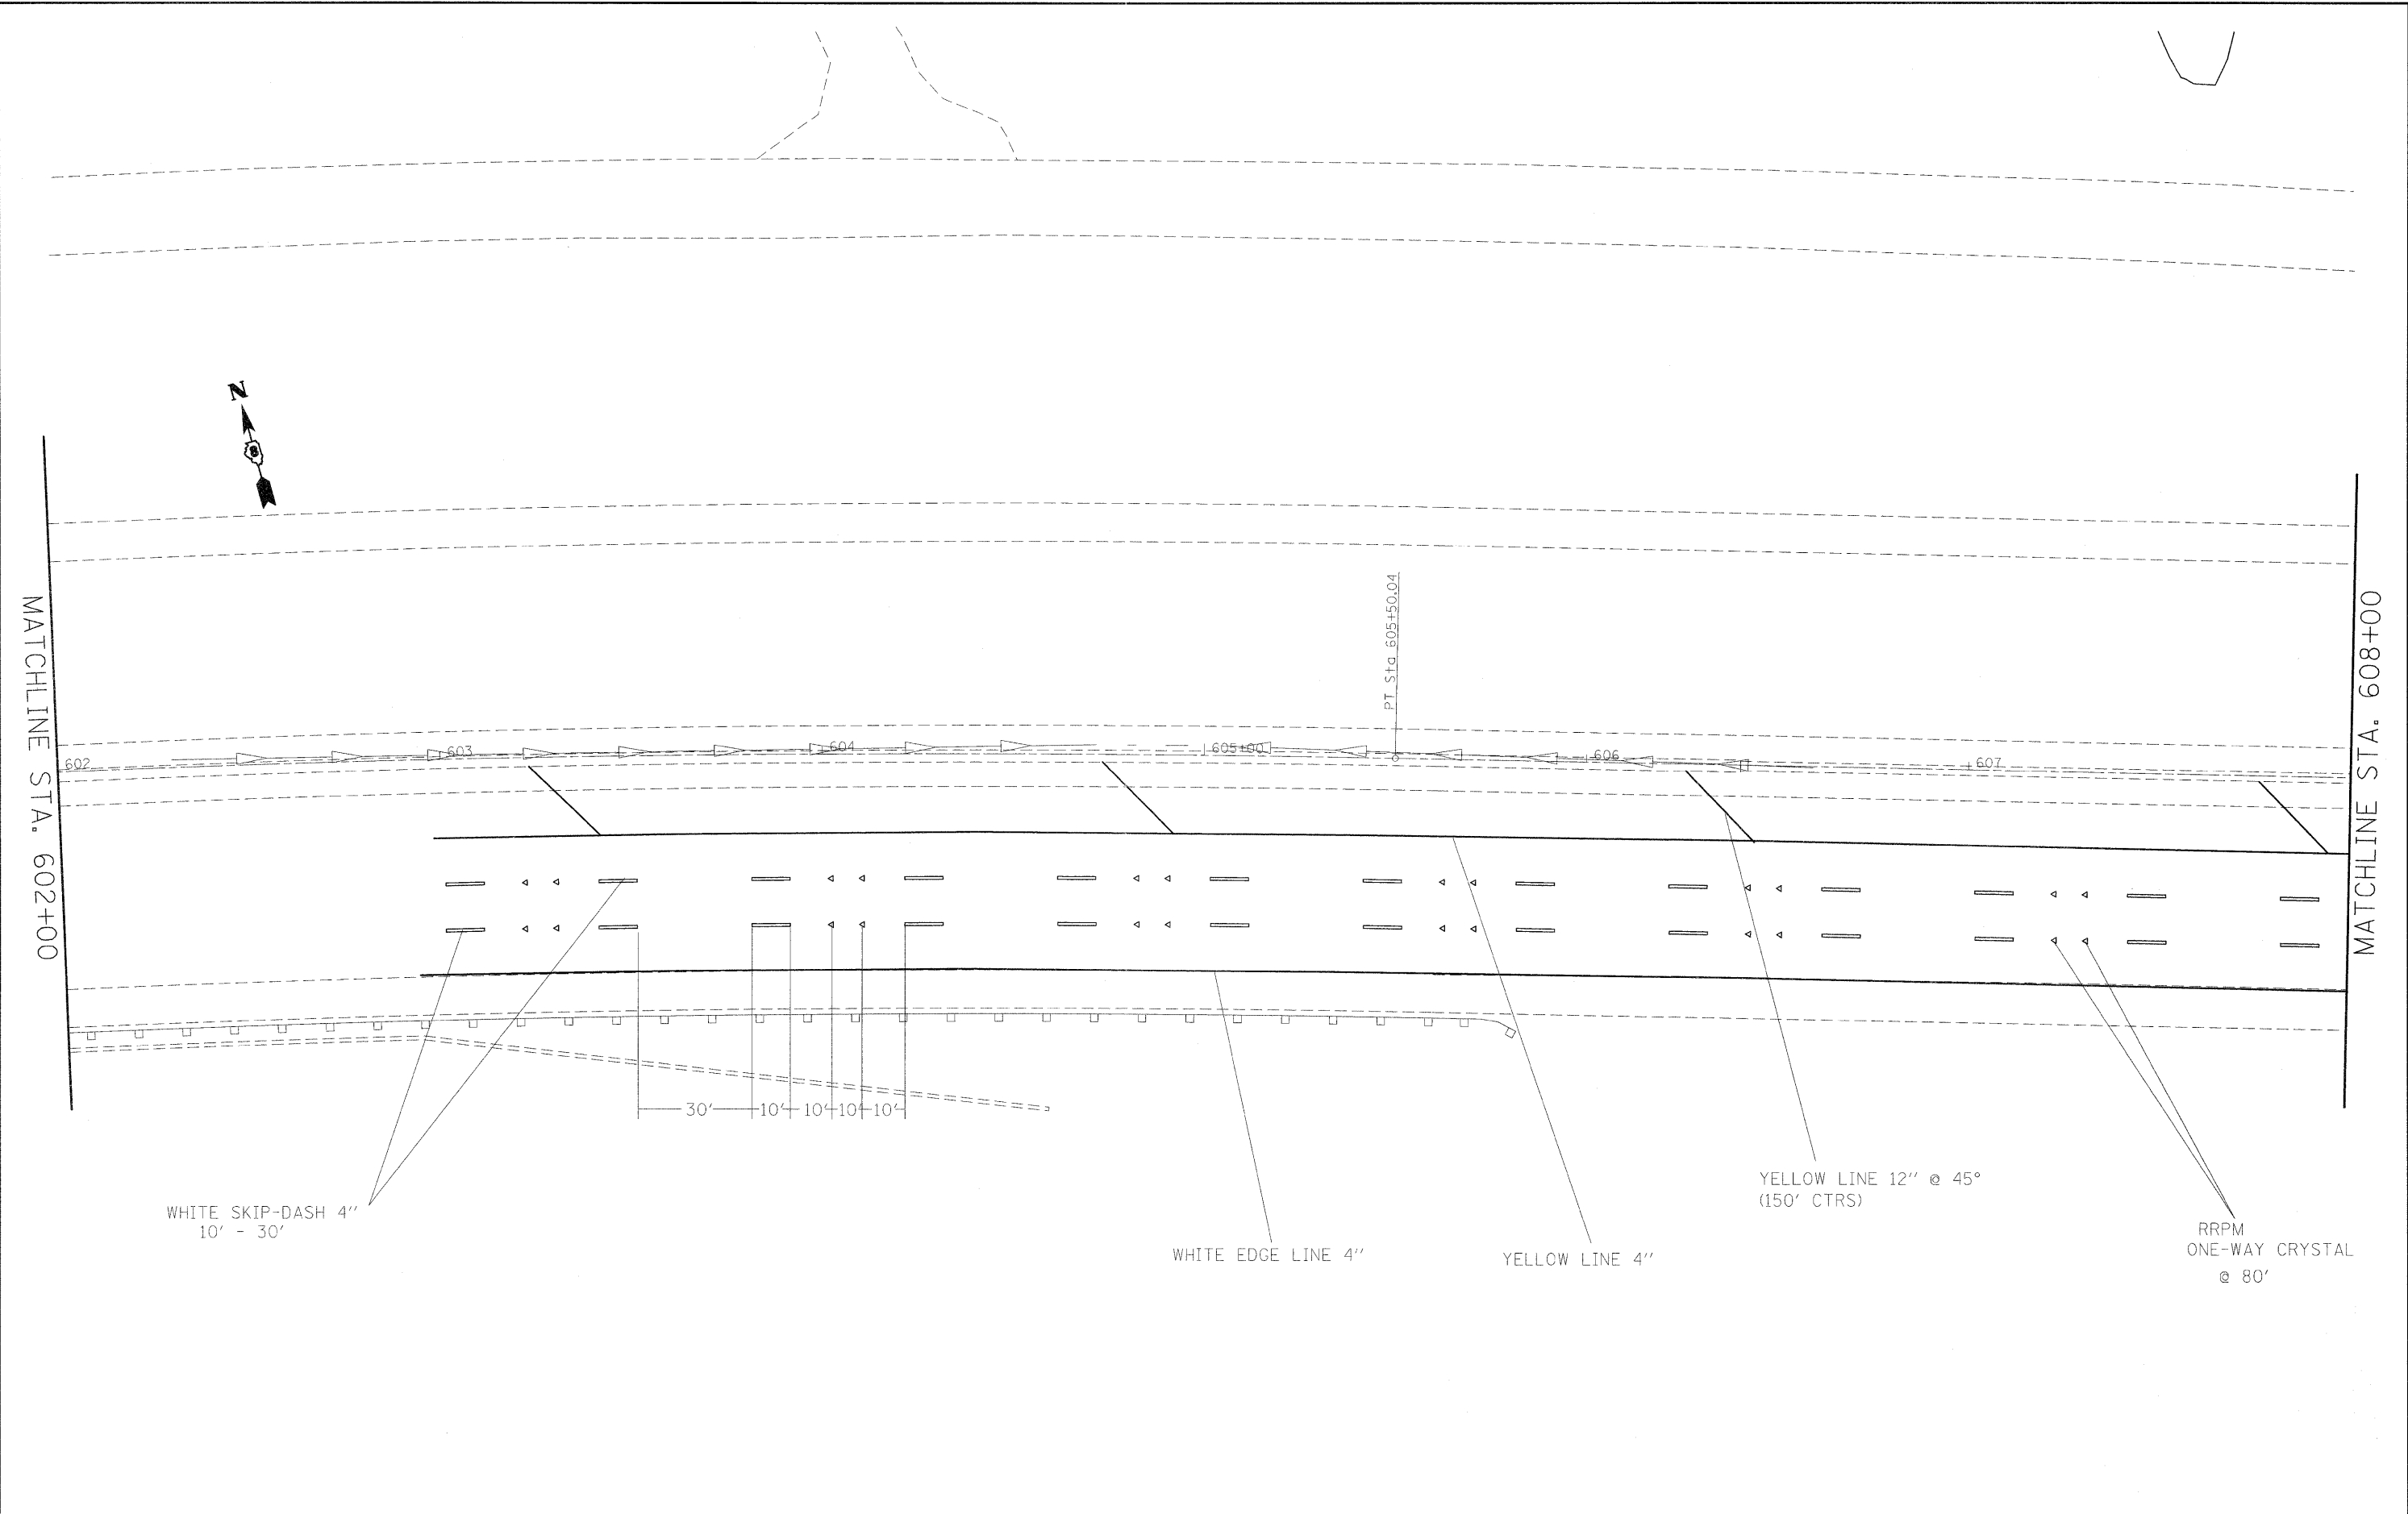 N
8
MATCHLINE STA. 602+00
MATCHLINE STA. 608+00
PT Sta 605+50.04
602
603
604
605+00
606
607
30' 10' 10' 10' 10'
WHITE SKIP-DASH 4"
10' - 30'
WHITE EDGE LINE 4"
YELLOW LINE 4"
YELLOW LINE 12" @ 45°
(150' CTRS)
RRPM
ONE-WAY CRYSTAL
@ 80'